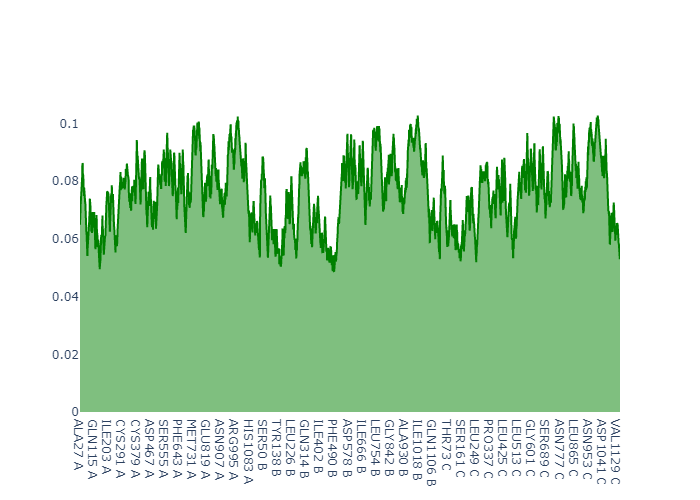 0.1
0.08
0.06
0.04
0.02
0
ALA27 A
GLN115 A
ILE203 A
CYS291 A
CYS379 A
ASP467 A
SER555 A
PHE643 A
MET731 A
GLU819 A
ASN907 A
ARG995 A
HIS1083 A
SER50 B
TYR138 B
LEU226 B
GLN314 B
ILE402 B
PHE490 B
ASP578 B
ILE666 B
LEU754 B
GLY842 B
ALA930 B
ILE1018 B
GLN1106 B
THR73 C
SER161 C
LEU249 C
PRO337 C
LEU425 C
LEU513 C
GLY601 C
SER689 C
ASN777 C
LEU865 C
ASN953 C
ASP1041 C
VAL1129 C